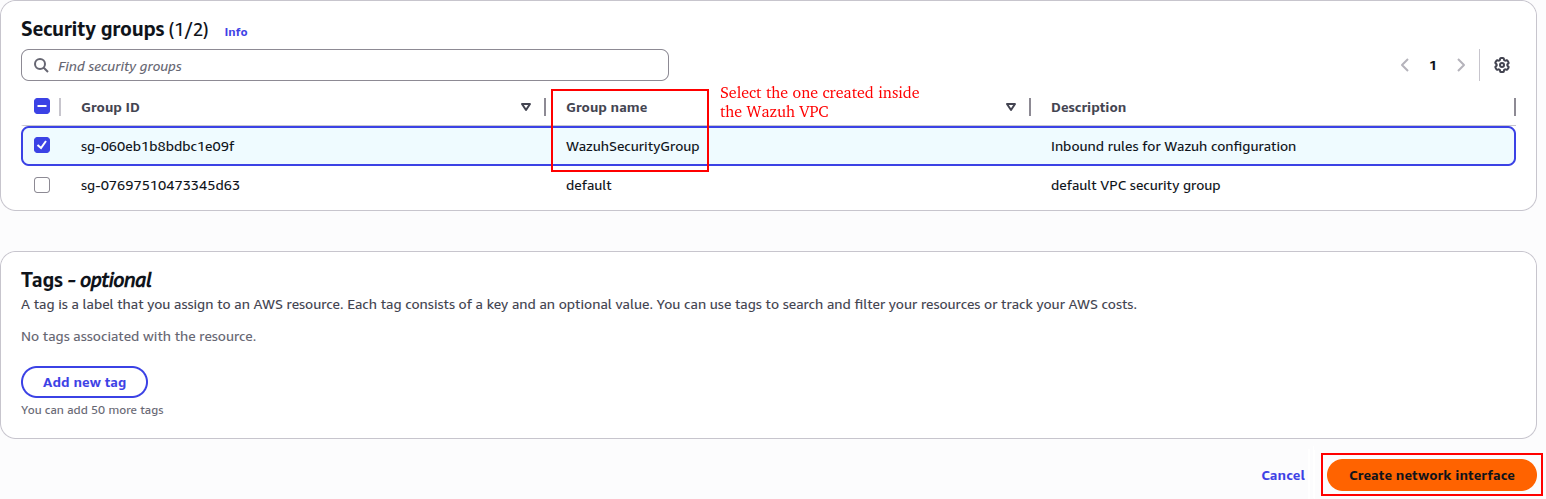 Security groups (1/2) Info
Find security groups
1
Group ID Group name Description
Select the one created inside
the Wazuh VPC
sg-060eb1b8bdbc1e09f WazuhSecurityGroup Inbound rules for Wazuh configuration
sg-07697510473345d63 default default VPC security group
Tags - optional
A tag is a label that you assign to an AWS resource. Each tag consists of a key and an optional value. You can use tags to search and filter your resources or track your AWS costs.
No tags associated with the resource.
Add new tag
You can add 50 more tags
Cancel Create network interface